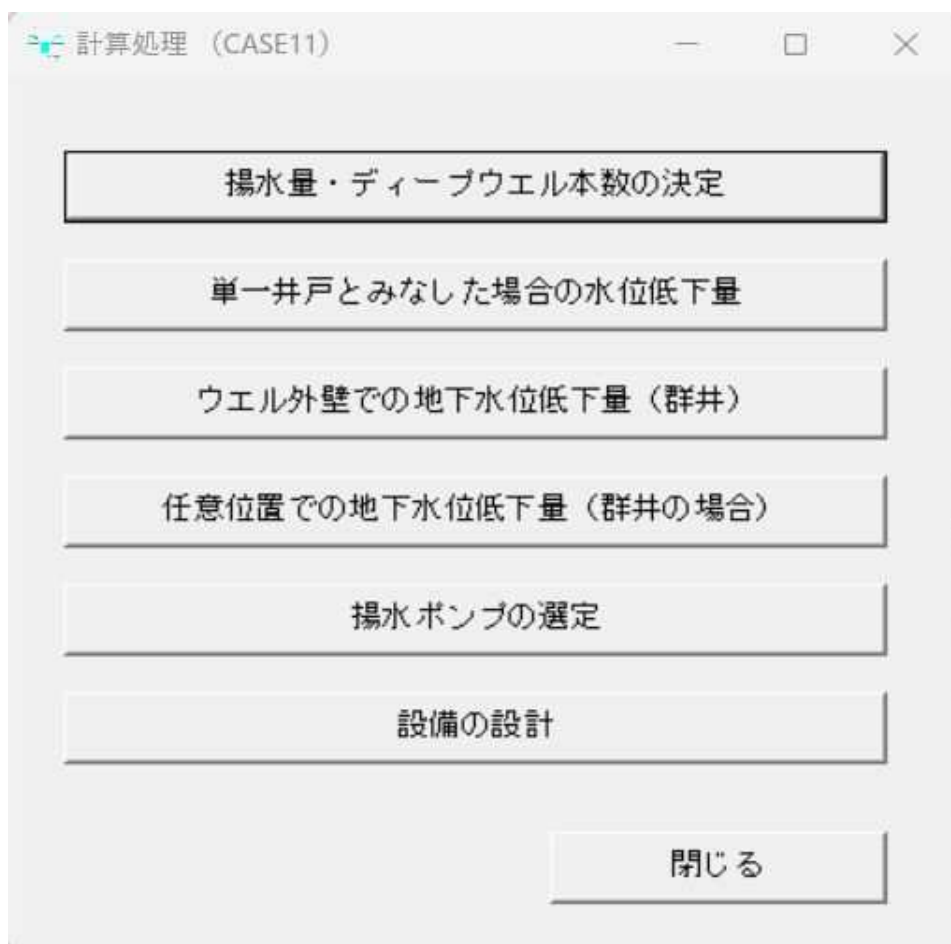 計算処理 （CASE11）
揚水量・ディープウエル本数の決定
単一井戸とみなした場合の水位低下量
ウエル外壁での地下水位低下量（群井）
任意位置での地下水位低下量（群井の場合）
揚水ポンプの選定
設備の設計
閉じる